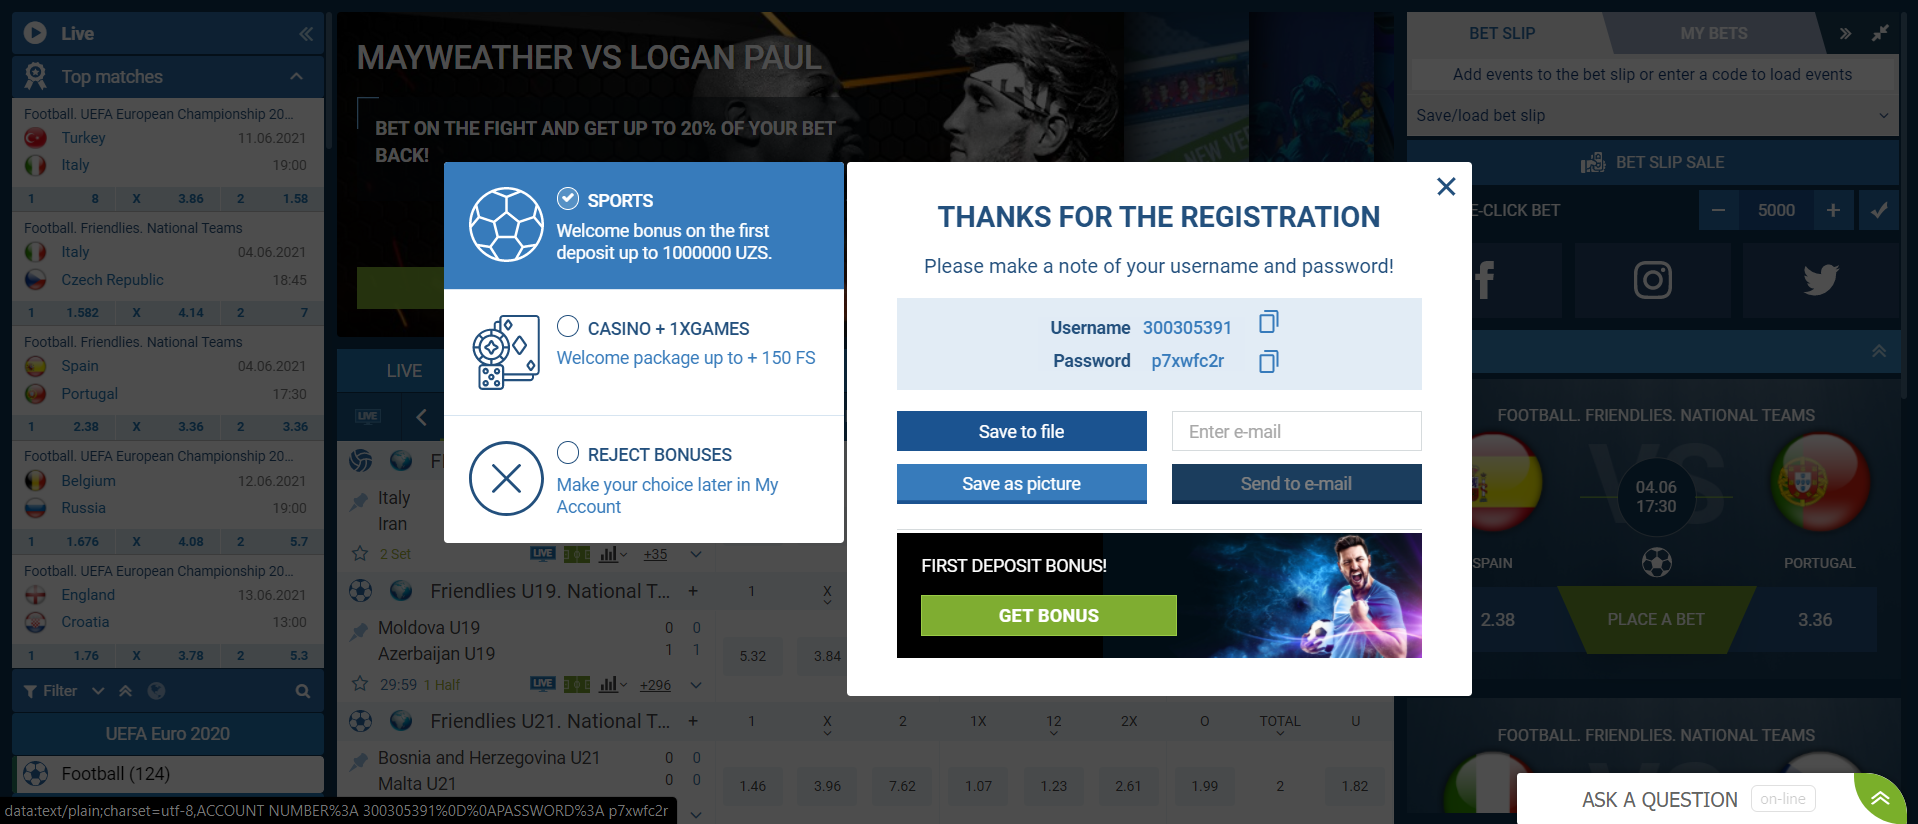 Live
Top matches
Football. UEFA European Championship 20...
Turkey 11.06.2021
Italy 19:00
1 8 X 3.86 2 1.58
Football. Friendlies. National Teams
Italy 04.06.2021
Czech Republic 18:45
1 1.582 X 4.14 2 7
Football. Friendlies. National Teams
Spain 04.06.2021
Portugal 17:30
1 2.38 X 3.36 2 3.36
Football. UEFA European Championship 20...
Belgium 12.06.2021
Russia 19:00
1 1.676 X 4.08 2 5.7
Football. UEFA European Championship 20...
England 13.06.2021
Croatia 13:00
1 1.76 X 3.78 2 5.3
Filter
UEFA Euro 2020
Football (124)
data:text/plain;charset=utf-8,ACCOUNT NUMBER%3A 300305391%0D%0APASSWORD%3A p7xwfc2r
MAYWEATHER VS LOGAN PAUL
BET ON THE FIGHT AND GET UP TO 20% OF YOUR BET
BACK!
NEW VE
SPORTS
Welcome bonus on the first
deposit up to 1000000 UZS.
CASINO + 1XGAMES
Welcome package up to + 150 FS
REJECT BONUSES
Make your choice later in My
Account
THANKS FOR THE REGISTRATION
Please make a note of your username and password!
Username 300305391
Password p7xwfc2r
Save to file
Enter e-mail
Save as picture
Send to e-mail
FIRST DEPOSIT BONUS!
GET BONUS
LIVE
LIVE
Italy
Iran
2 Set LIVE +35
Friendlies U19. National T... + 1 X
Moldova U19 0 0
Azerbaijan U19 1 1
5.32 3.84
29:59 1 Half LIVE +296
Friendlies U21. National T... + 1 X 2 1X 12 2X O TOTAL U
Bosnia and Herzegovina U21 0 0
Malta U21 0 0
1.46 3.96 7.62 1.07 1.23 2.61 1.99 2 1.82
BET SLIP
MY BETS
Add events to the bet slip or enter a code to load events
Save/load bet slip
BET SLIP SALE
E-CLICK BET
5000
FOOTBALL. FRIENDLIES. NATIONAL TEAMS
VS
04.06
17:30
SPAIN
PORTUGAL
2.38
PLACE A BET
3.36
FOOTBALL. FRIENDLIES. NATIONAL TEAMS
ASK A QUESTION
on-line